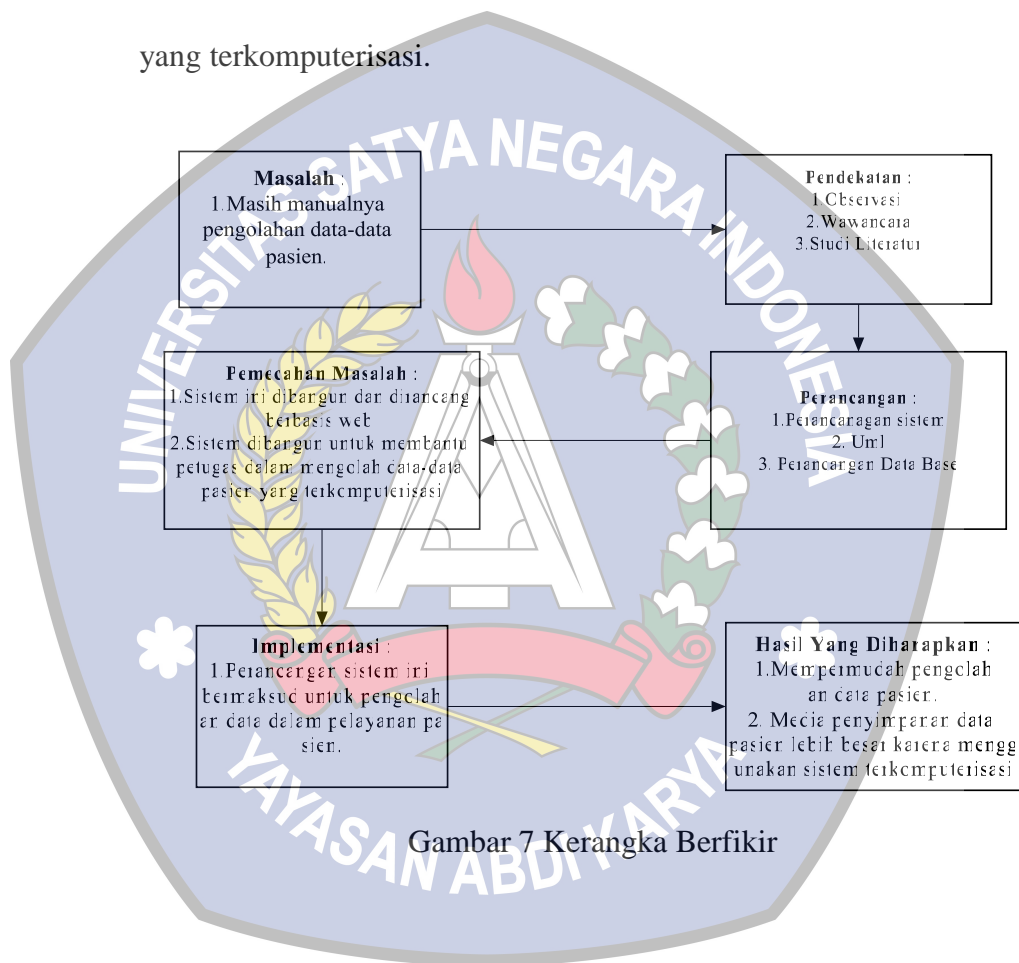 yang terkomputerisasi.
UNIVERSITAS SATYA NEGARA INDONESIA
Masalah :
1.Masih manualnya
pengolahan data-data
pasien.
Pendekatan :
1.Observasi
2.Wawancara
3.Studi Literatur
Pemecahan Masalah :
1.Sistem ini dibangun dan dirancang
berbasis web
2.Sistem dibangun untuk membantu
petugas dalam mengolah data-data
pasien yang terkomputerisasi
Perancangan :
1.Perancanagan sistem
2. Uml
3. Perancangan Data Base
Implementasi :
1.Perancangan sistem ini
bermaksud untuk pengolah
an data dalam pelayanan pa
sien.
Hasil Yang Diharapkan :
1.Mempermudah pengolah
an data pasien.
2. Media penyimpanan data
pasien lebih besar karena mengg
unakan sistem terkomputerisasi
YAYASAN ABDI KARYA
Gambar 7 Kerangka Berfikir